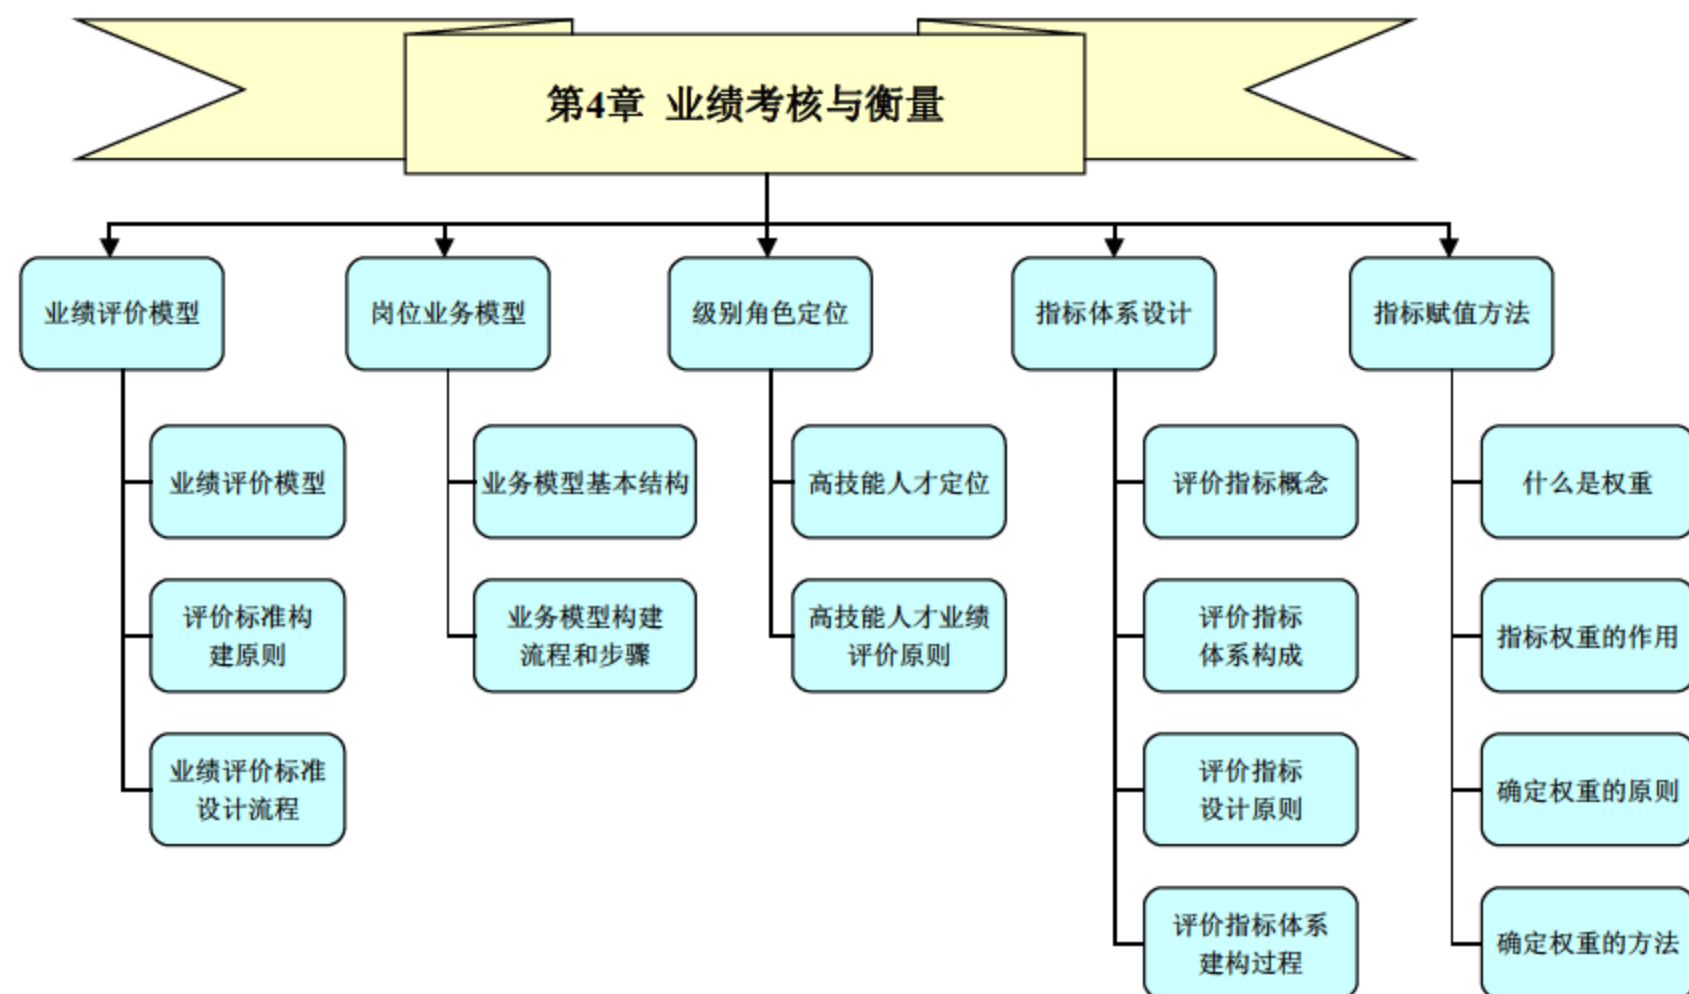 第4章 业绩考核与衡量
业绩评价模型
岗位业务模型
级别角色定位
指标体系设计
指标赋值方法
业绩评价模型
评价标准构
建原则
业绩评价标准
设计流程
业务模型基本结构
业务模型构建
流程和步骤
高技能人才定位
高技能人才业绩
评价原则
评价指标概念
评价指标
体系构成
评价指标
设计原则
评价指标体系
建构过程
什么是权重
指标权重的作用
确定权重的原则
确定权重的方法